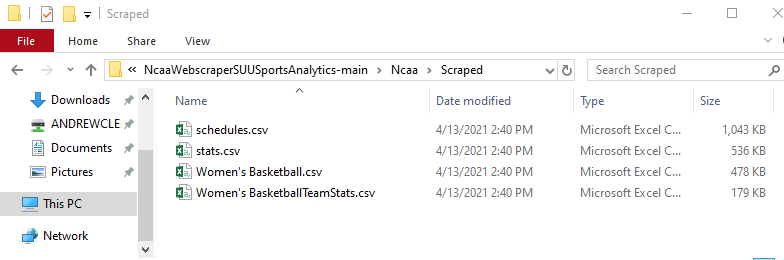 Scraped
File Home Share View
« NcaaWebscraperSUUSportsAnalytics-main › Ncaa › Scraped Search Scraped
Name Date modified Type Size
Downloads
ANDREWCLE
Documents
Pictures
This PC
Network
schedules.csv 4/13/2021 2:40 PM Microsoft Excel C... 1,043 KB
stats.csv 4/13/2021 2:40 PM Microsoft Excel C... 536 KB
Women's Basketball.csv 4/13/2021 2:40 PM Microsoft Excel C... 478 KB
Women's BasketballTeamStats.csv 4/13/2021 2:40 PM Microsoft Excel C... 179 KB